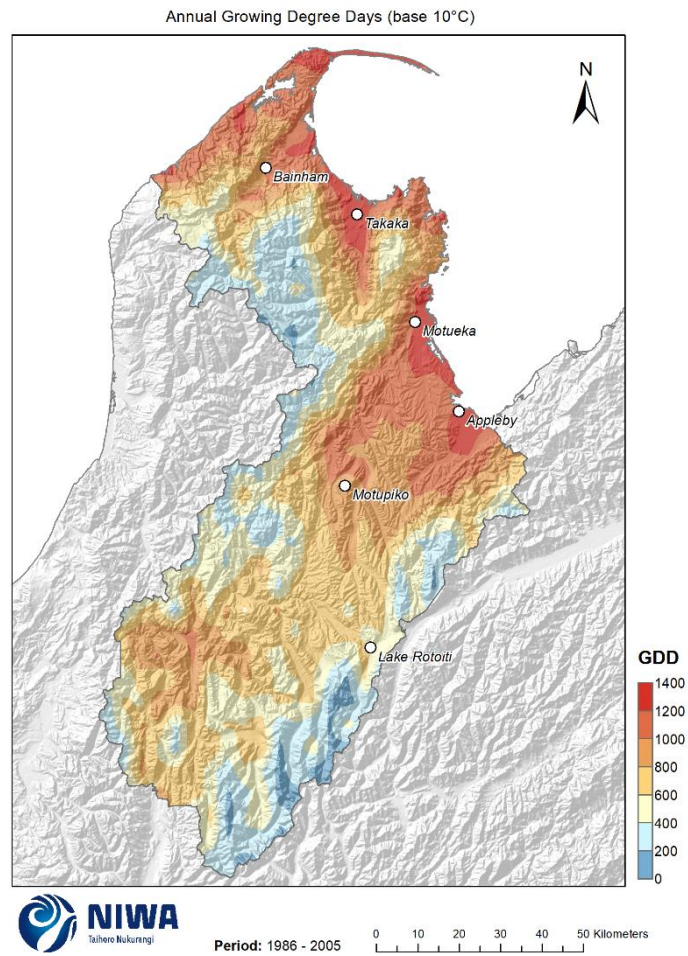 Annual Growing Degree Days (base 10°C)
N
Bainham
Takaka
Motueka
Appleby
Motupiko
Lake Rotoiti
GDD
1400
1200
1000
800
600
400
200
0
NIWA
Taihoro Nukurangi
Period: 1986 - 2005
0 10 20 30 40 50 Kilometers